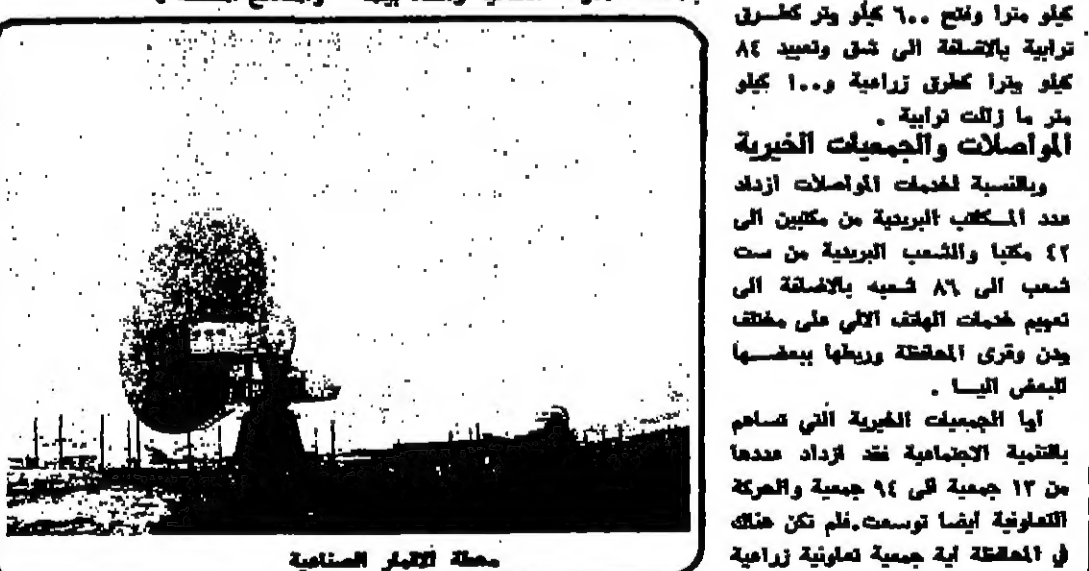 كيلو مترا وفتح ٦٠٠ كيلو متر كطرق
ترابية بالاضافة الى شق وتعبيد ٨٤
كيلو مترا كطرق زراعية و١٠٠ كيلو
متر ما زالت ترابية .
المواصلات والجمعيات الخيرية
وبالنسبة لخدمات المواصلات ازداد
عدد المكاتب البريدية من مكتبين الى
٤٢ مكتبا والشعب البريدية من ست
شعب الى ٨٦ شعبه بالاضافة الى
تعميم خدمات الهاتف الالي على مختلف
مدن وقرى المحافظة وربطها ببعضها
البعض اليا .
أما الجمعيات الخيرية التي تساهم
بالتنمية الاجتماعية فقد ازداد عددها
من ١٣ جمعية الى ٩٤ جمعية والحركة
التعاونية ايضا توسعت.فلم تكن هناك
في المحافظة أية جمعية تعاونية زراعية
محطة الاقمار الصناعية